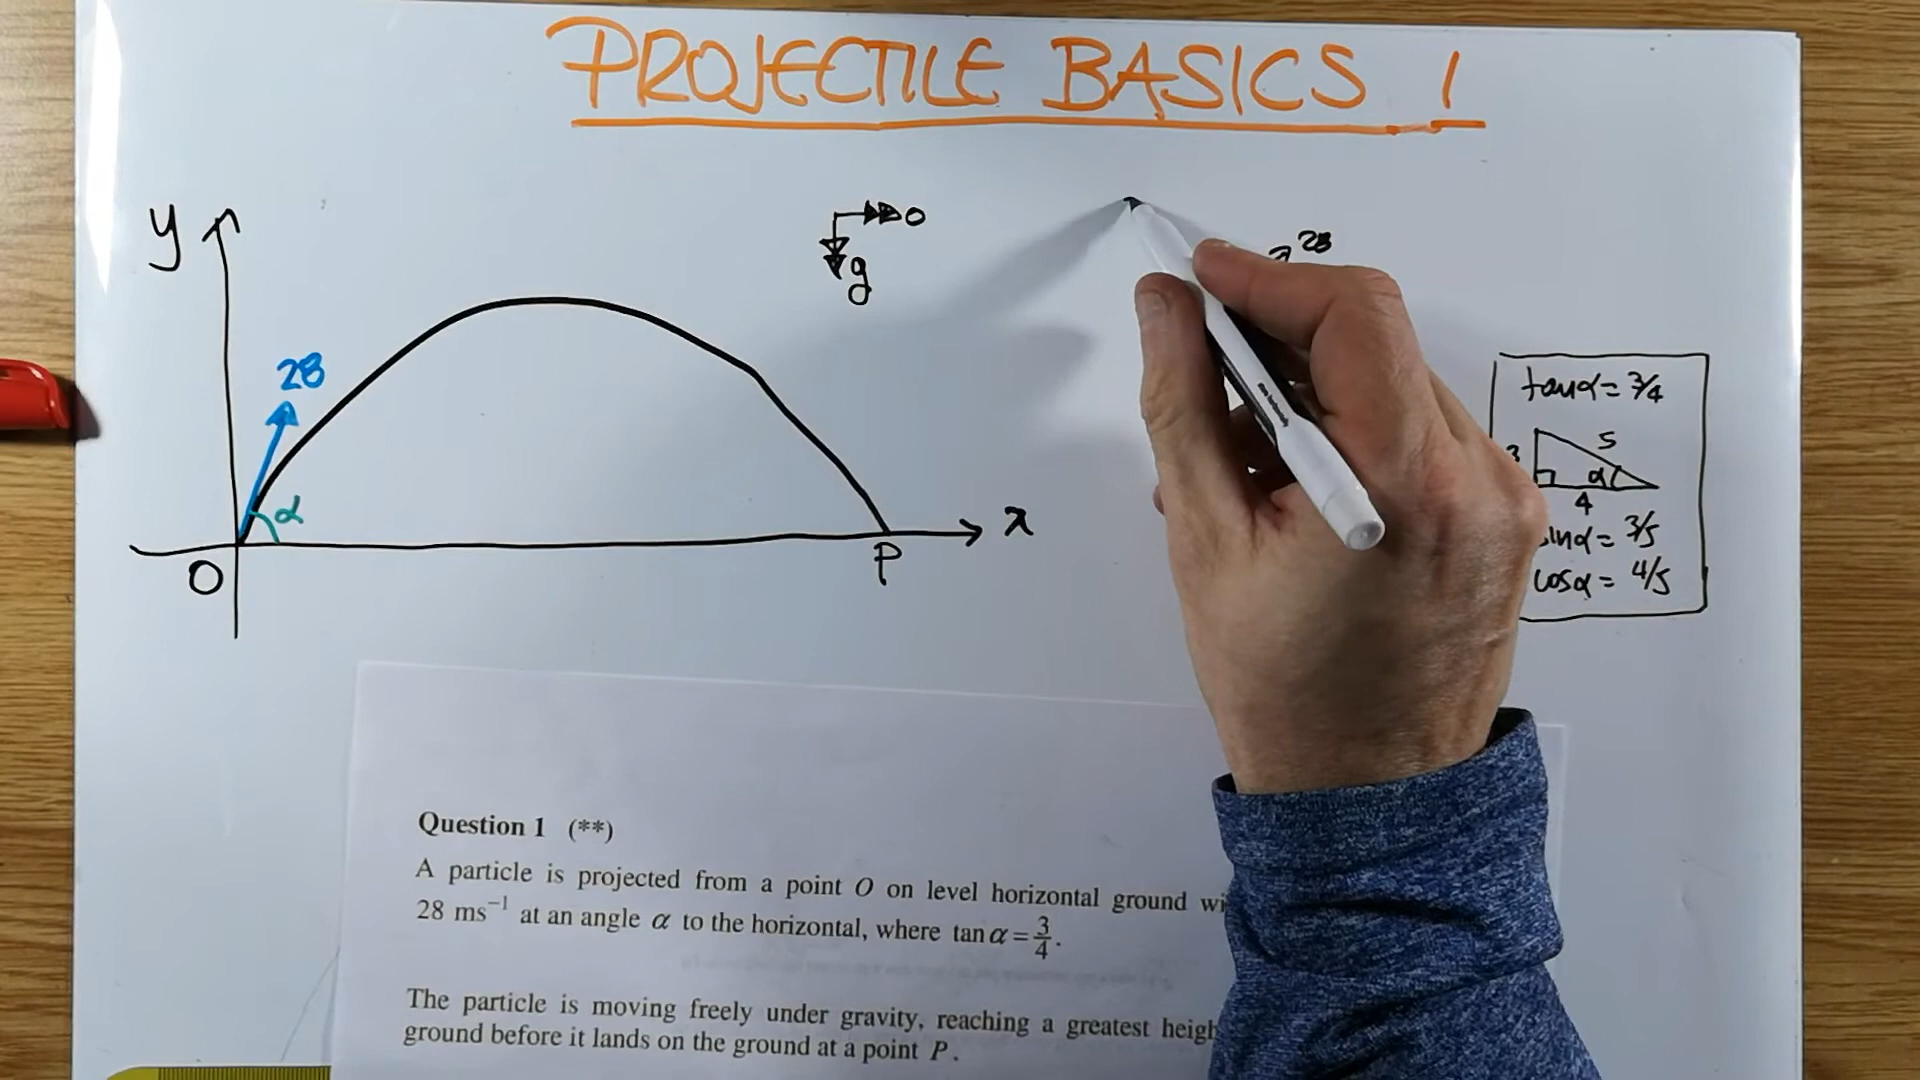 PROJECTILE BASICS 1
y
28
α
O
P
x
0
g
28
tanα = 3/4
3
5
α
4
sinα = 3/5
cosα = 4/5
Question 1 (**)
A particle is projected from a point O on level horizontal ground
28 ms⁻¹ at an angle α to the horizontal, where tan α = 3/4.
The particle is moving freely under gravity, reaching a greatest
ground before it lands on the ground at a point P.